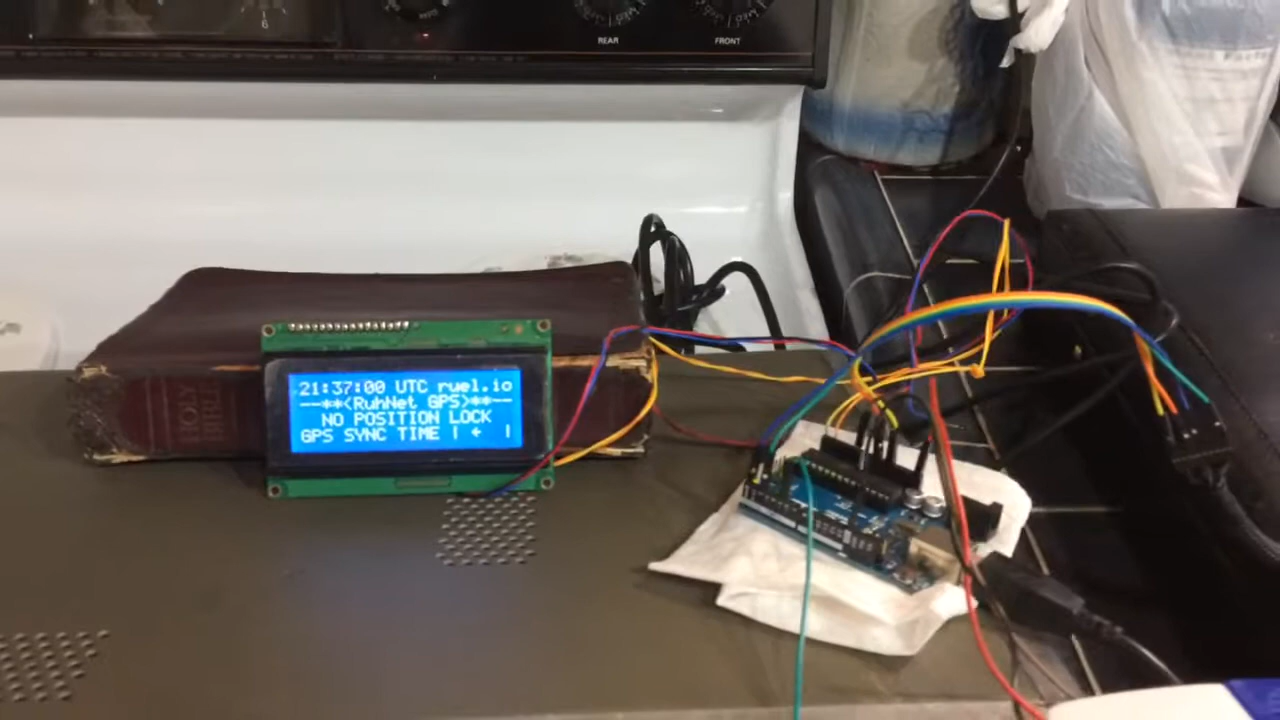 REAR
FRONT
HOLY
BIBLE
21:37:00 UTC ruel.io
--**<RuhNet GPS>**--
NO POSITION LOCK
GPS SYNC TIME | ← |